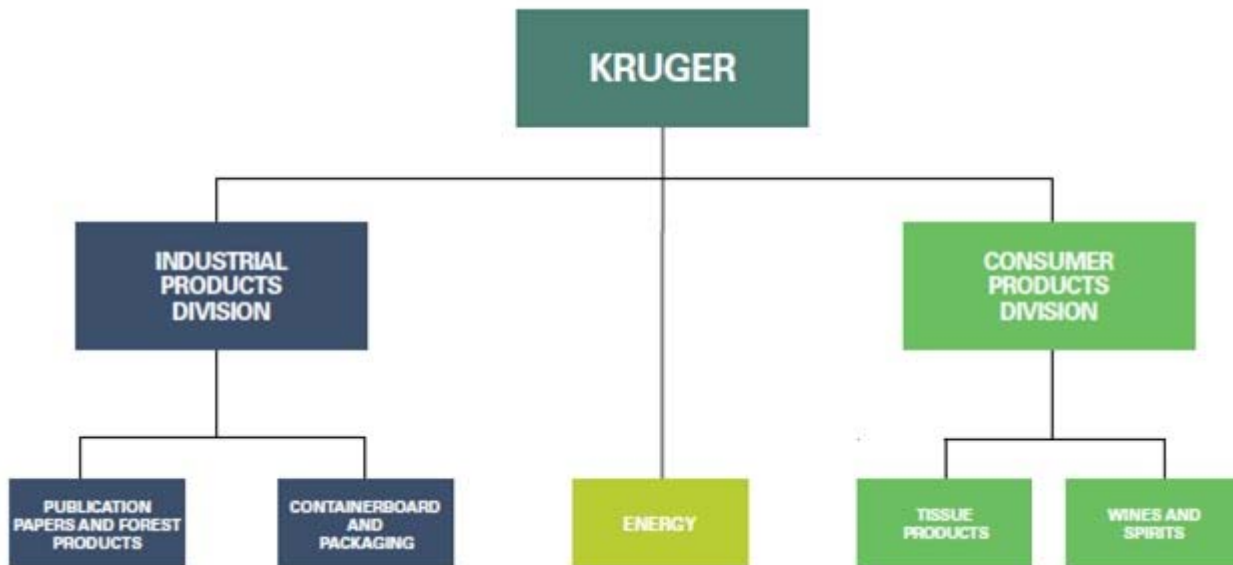 KRUGER
INDUSTRIAL
PRODUCTS
DIVISION
CONSUMER
PRODUCTS
DIVISION
PUBLICATION
PAPERS AND FOREST
PRODUCTS
CONTAINERBOARD
AND
PACKAGING
ENERGY
TISSUE
PRODUCTS
WINES AND
SPIRITS